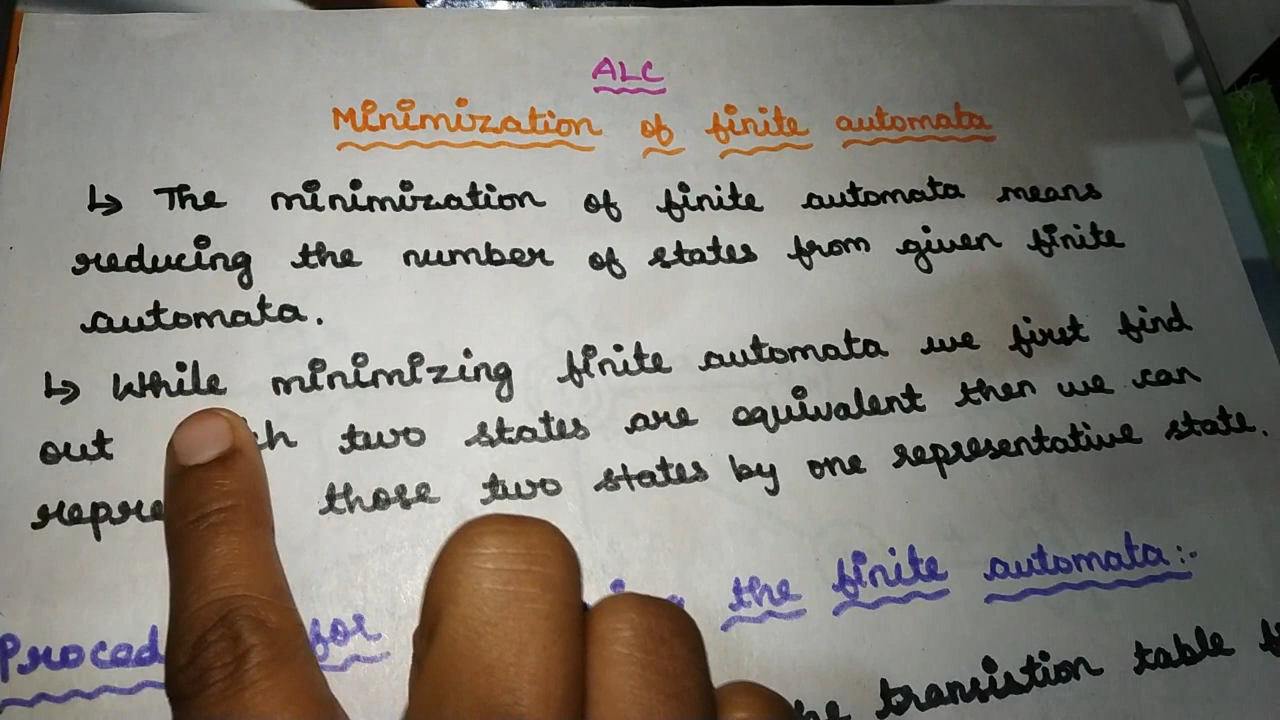 ALC
Minimization of finite automata
↳ The minimization of finite automata means
reducing the number of states from given finite
automata.
↳ While minimizing finite automata we first find
out two states are equivalent then we can
those two states by one representative state.
for the finite automata:-
transistion table